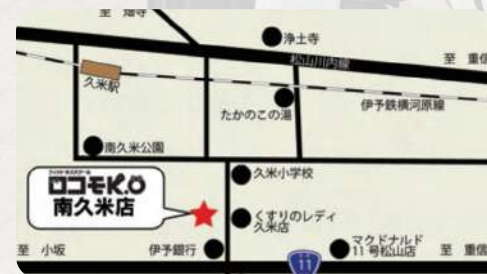 至 畑寺
浄土寺
松山川内線
至 重信
久米駅
たかのこの湯
伊予鉄横河原線
南久米公園
ロコモK.O
南久米店
久米小学校
くすりのレディ
久米店
至 小坂
伊予銀行
マクドナルド
11号松山店
至 重信
11